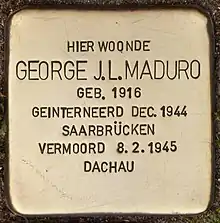 HIER WOONDE
GEORGE J.L. MADURO
GEB. 1916
GEINTERNEERD DEC. 1944
SAARBRÜCKEN
VERMOORD 8.2.1945
DACHAU